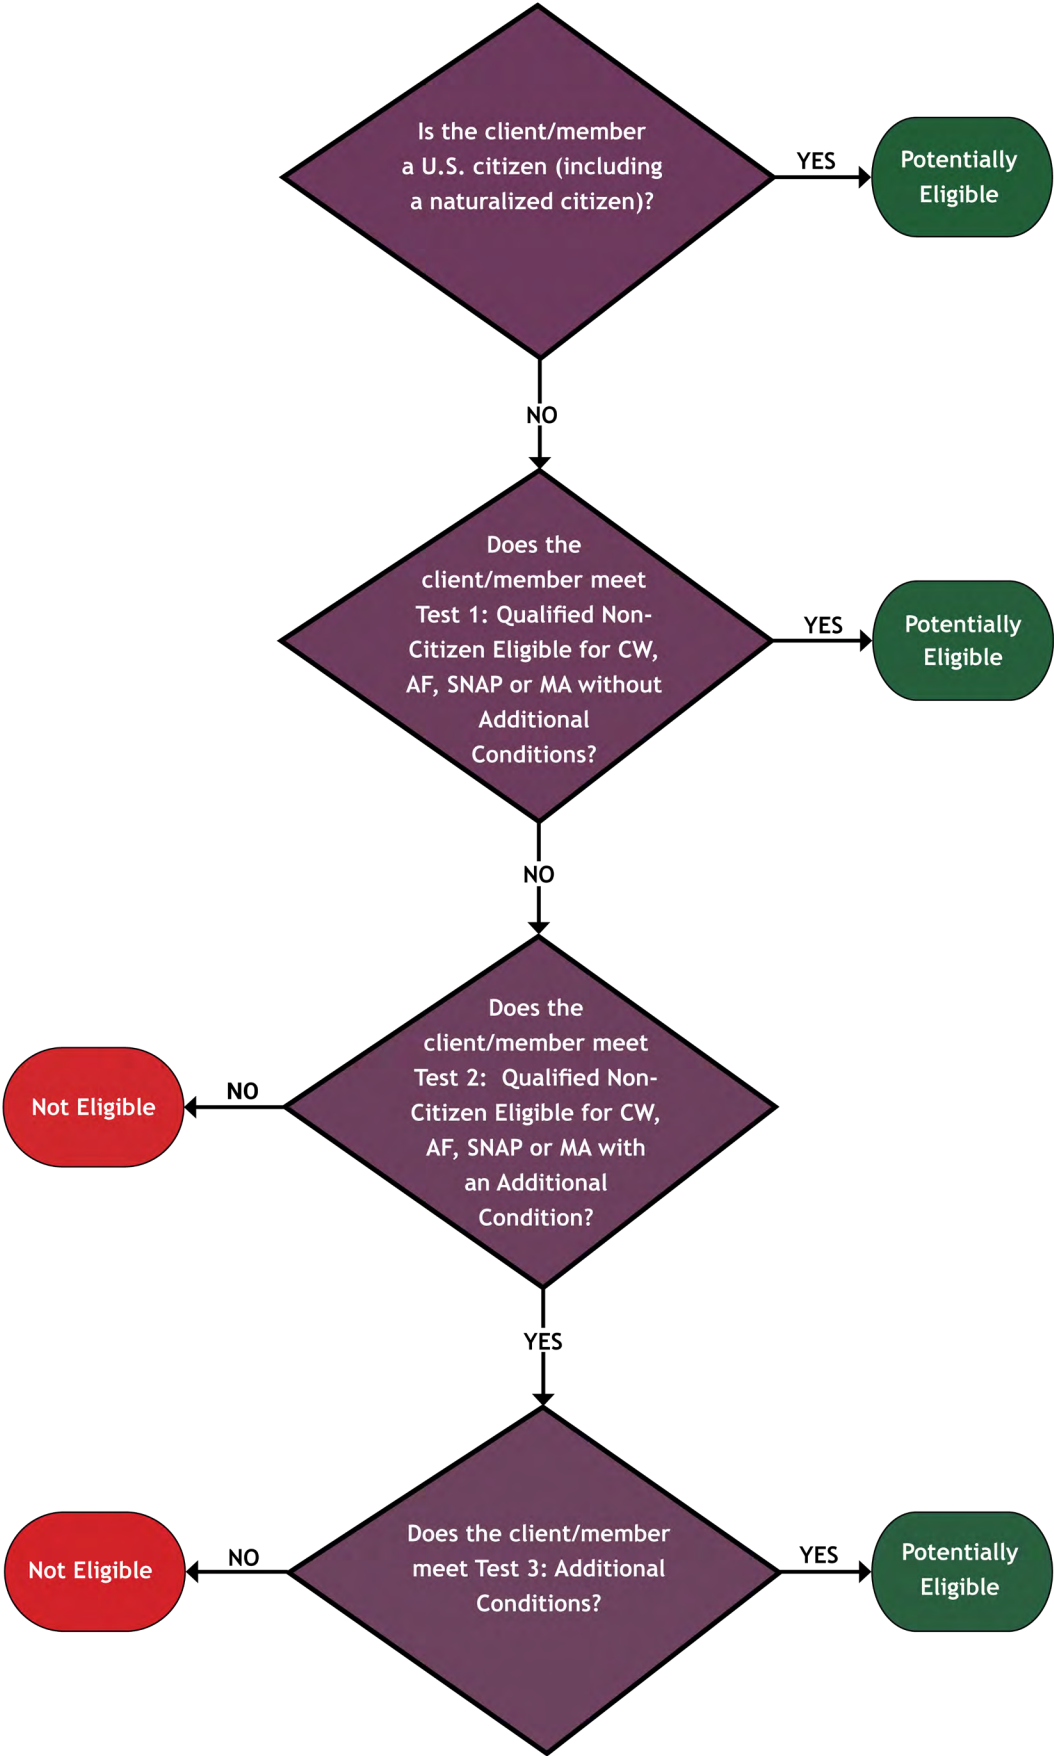 Is the client/member
a U.S. citizen (including
a naturalized citizen)?
YES
Potentially
Eligible
NO
Does the
client/member meet
Test 1: Qualified Non-
Citizen Eligible for CW,
AF, SNAP or MA without
Additional
Conditions?
YES
Potentially
Eligible
NO
Does the
client/member meet
Test 2:  Qualified Non-
Citizen Eligible for CW,
AF, SNAP or MA with
an Additional
Condition?
NO
Not Eligible
YES
Does the client/member
meet Test 3: Additional
Conditions?
NO
Not Eligible
YES
Potentially
Eligible